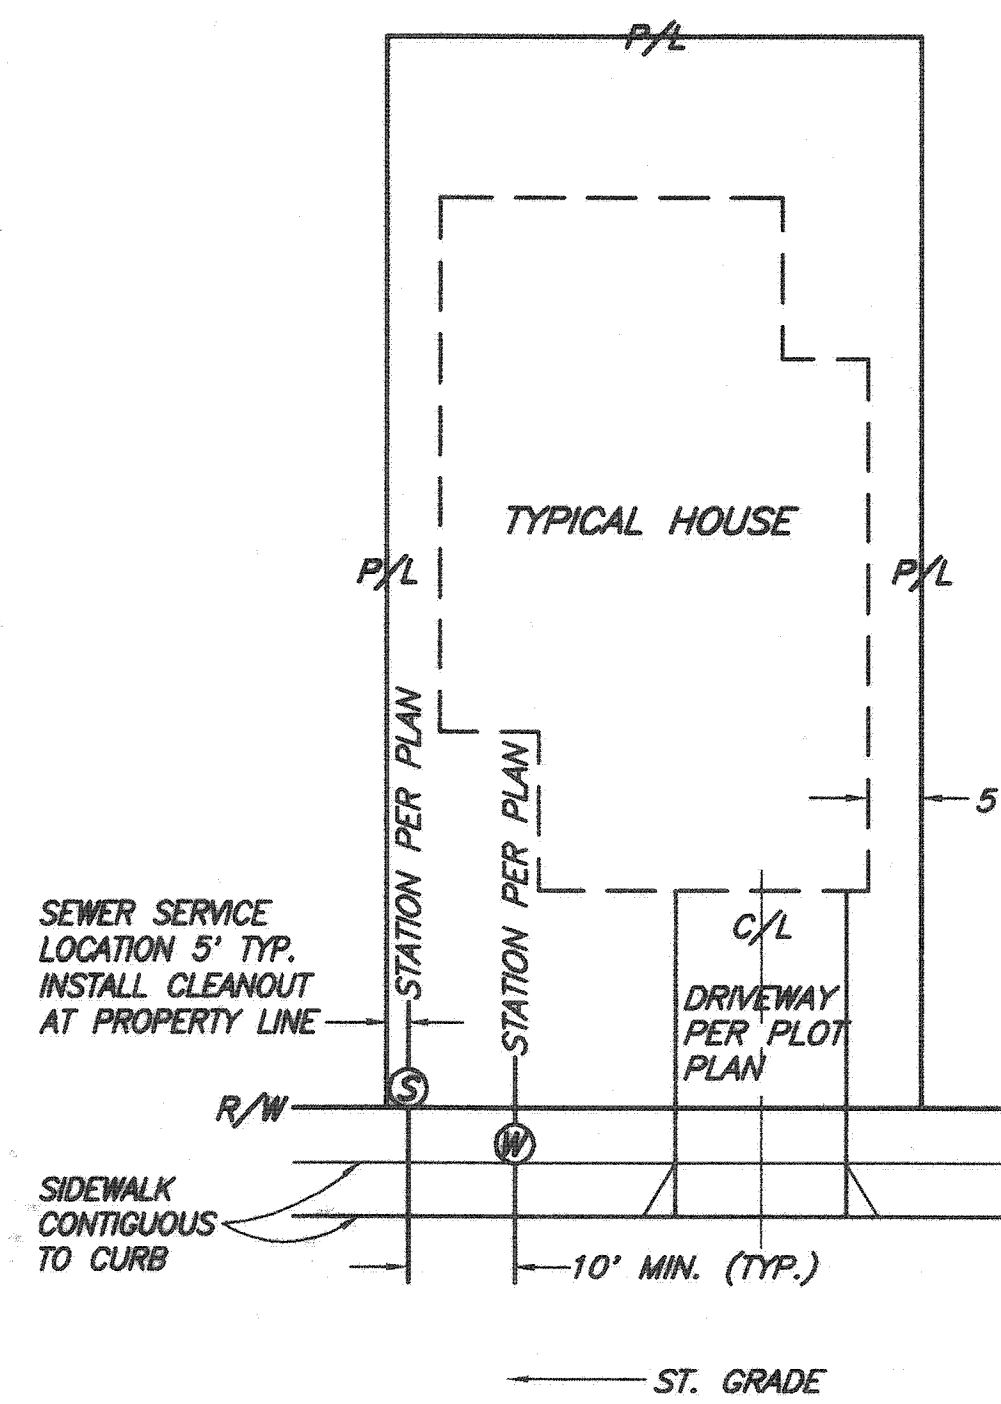 P/L
TYPICAL HOUSE
P/L
P/L
STATION PER PLAN
STATION PER PLAN
5
SEWER SERVICE
LOCATION 5' TYP.
INSTALL CLEANOUT
AT PROPERTY LINE
C/L
DRIVEWAY
PER PLOT
PLAN
S
R/W
W
SIDEWALK
CONTIGUOUS
TO CURB
10' MIN. (TYP.)
ST. GRADE